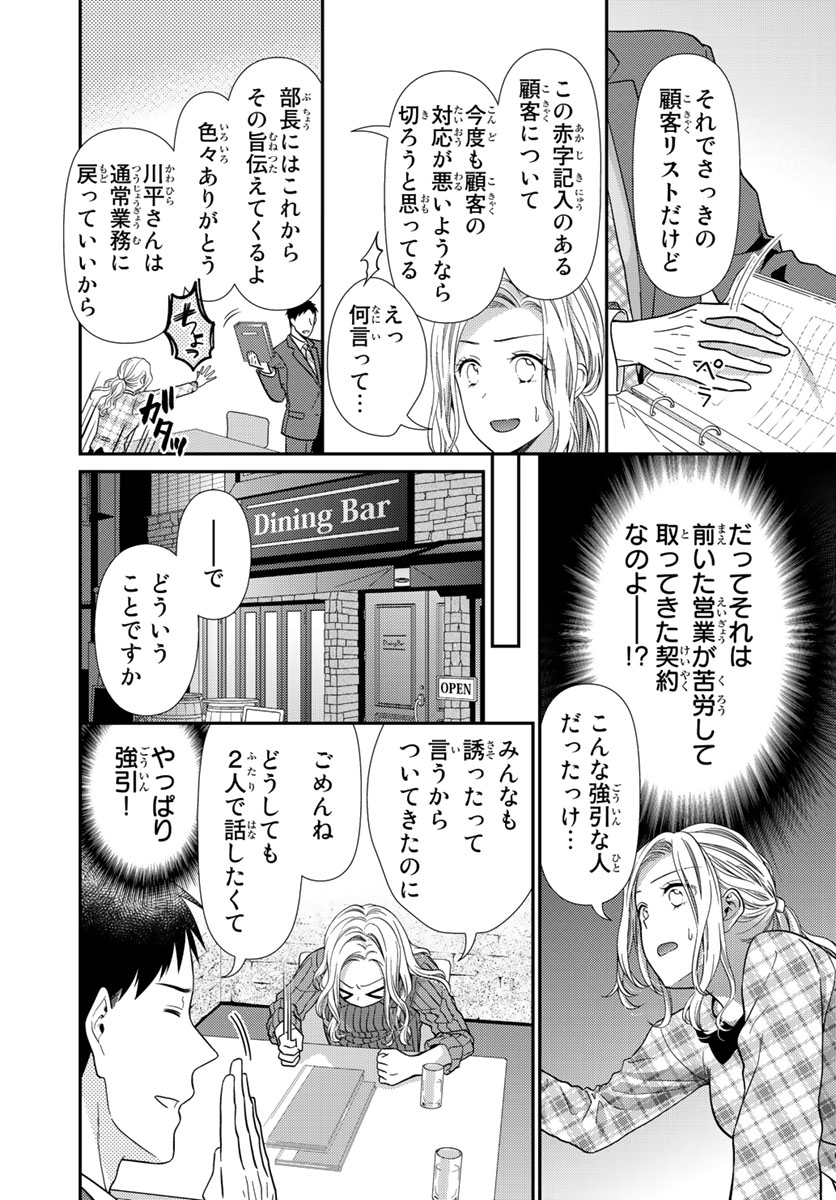 それでさっきの
顧客リストだけど
ペラ
この赤字記入のある
顧客について
今度も顧客の
対応が悪いようなら
切ろうと思ってる
えっ
何言って…
部長にはこれから
その旨伝えてくるよ
色々ありがとう
川平さんは
通常業務に
戻っていいから
ちょっ
ガタッ
だってそれは
前いた営業が苦労して
取ってきた契約
なのよ――!?
こんな強引な人
だったっけ…
Dining Bar
DiningBar
OPEN
――で
どういう
ことですか
みんなも
誘ったって
言うから
ついてきたのに
ごめんね
どうしても
2人で話したくて
やっぱり
強引!